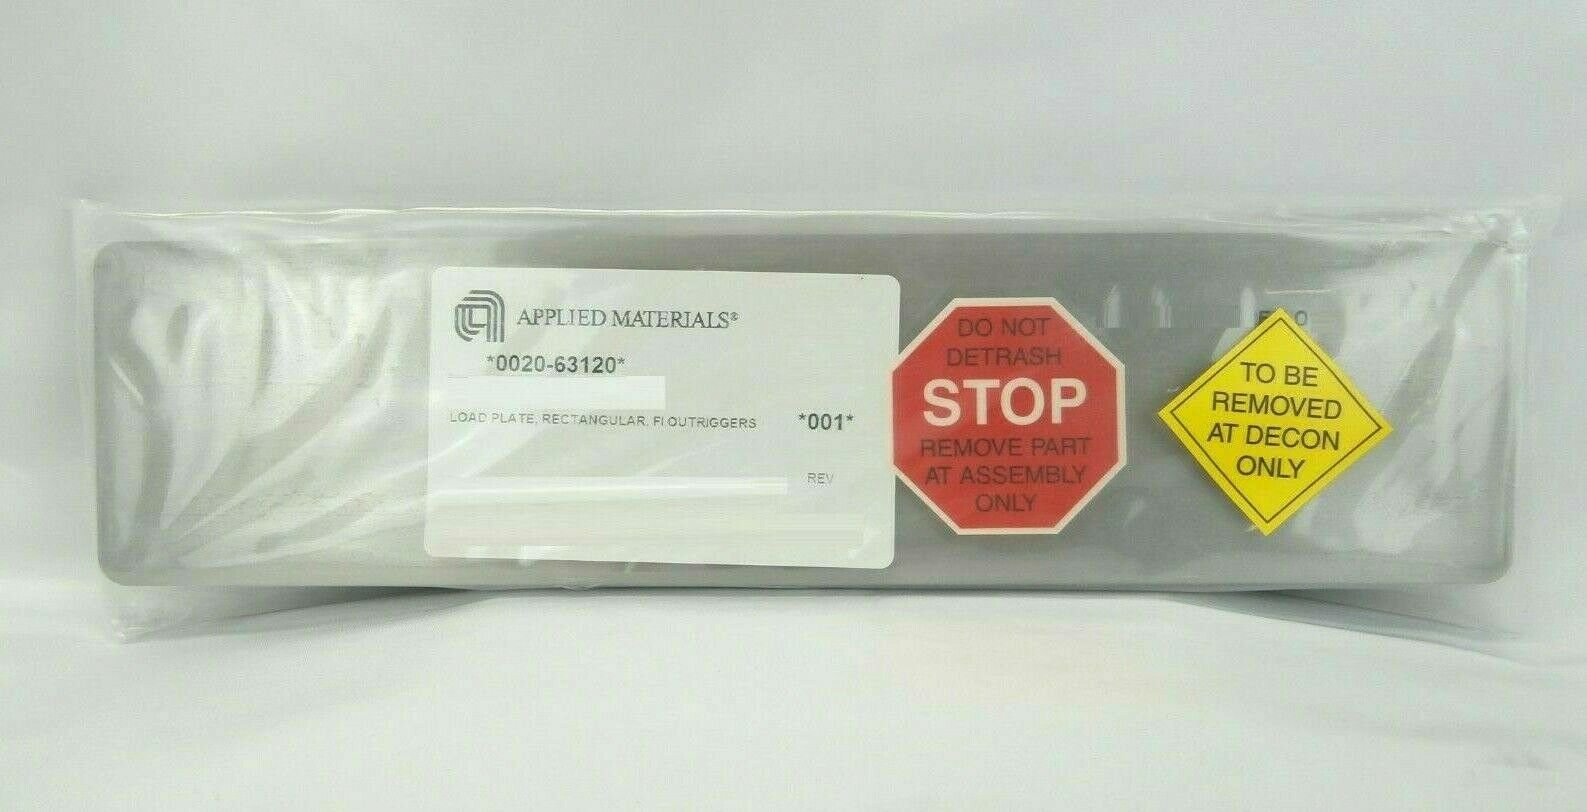 APPLIED MATERIALS®
*0020-63120*
LOAD PLATE, RECTANGULAR, FI OUTRIGGERS
*001*
REV
DO NOT
DETRASH
STOP
REMOVE PART
AT ASSEMBLY
ONLY
TO BE
REMOVED
AT DECON
ONLY